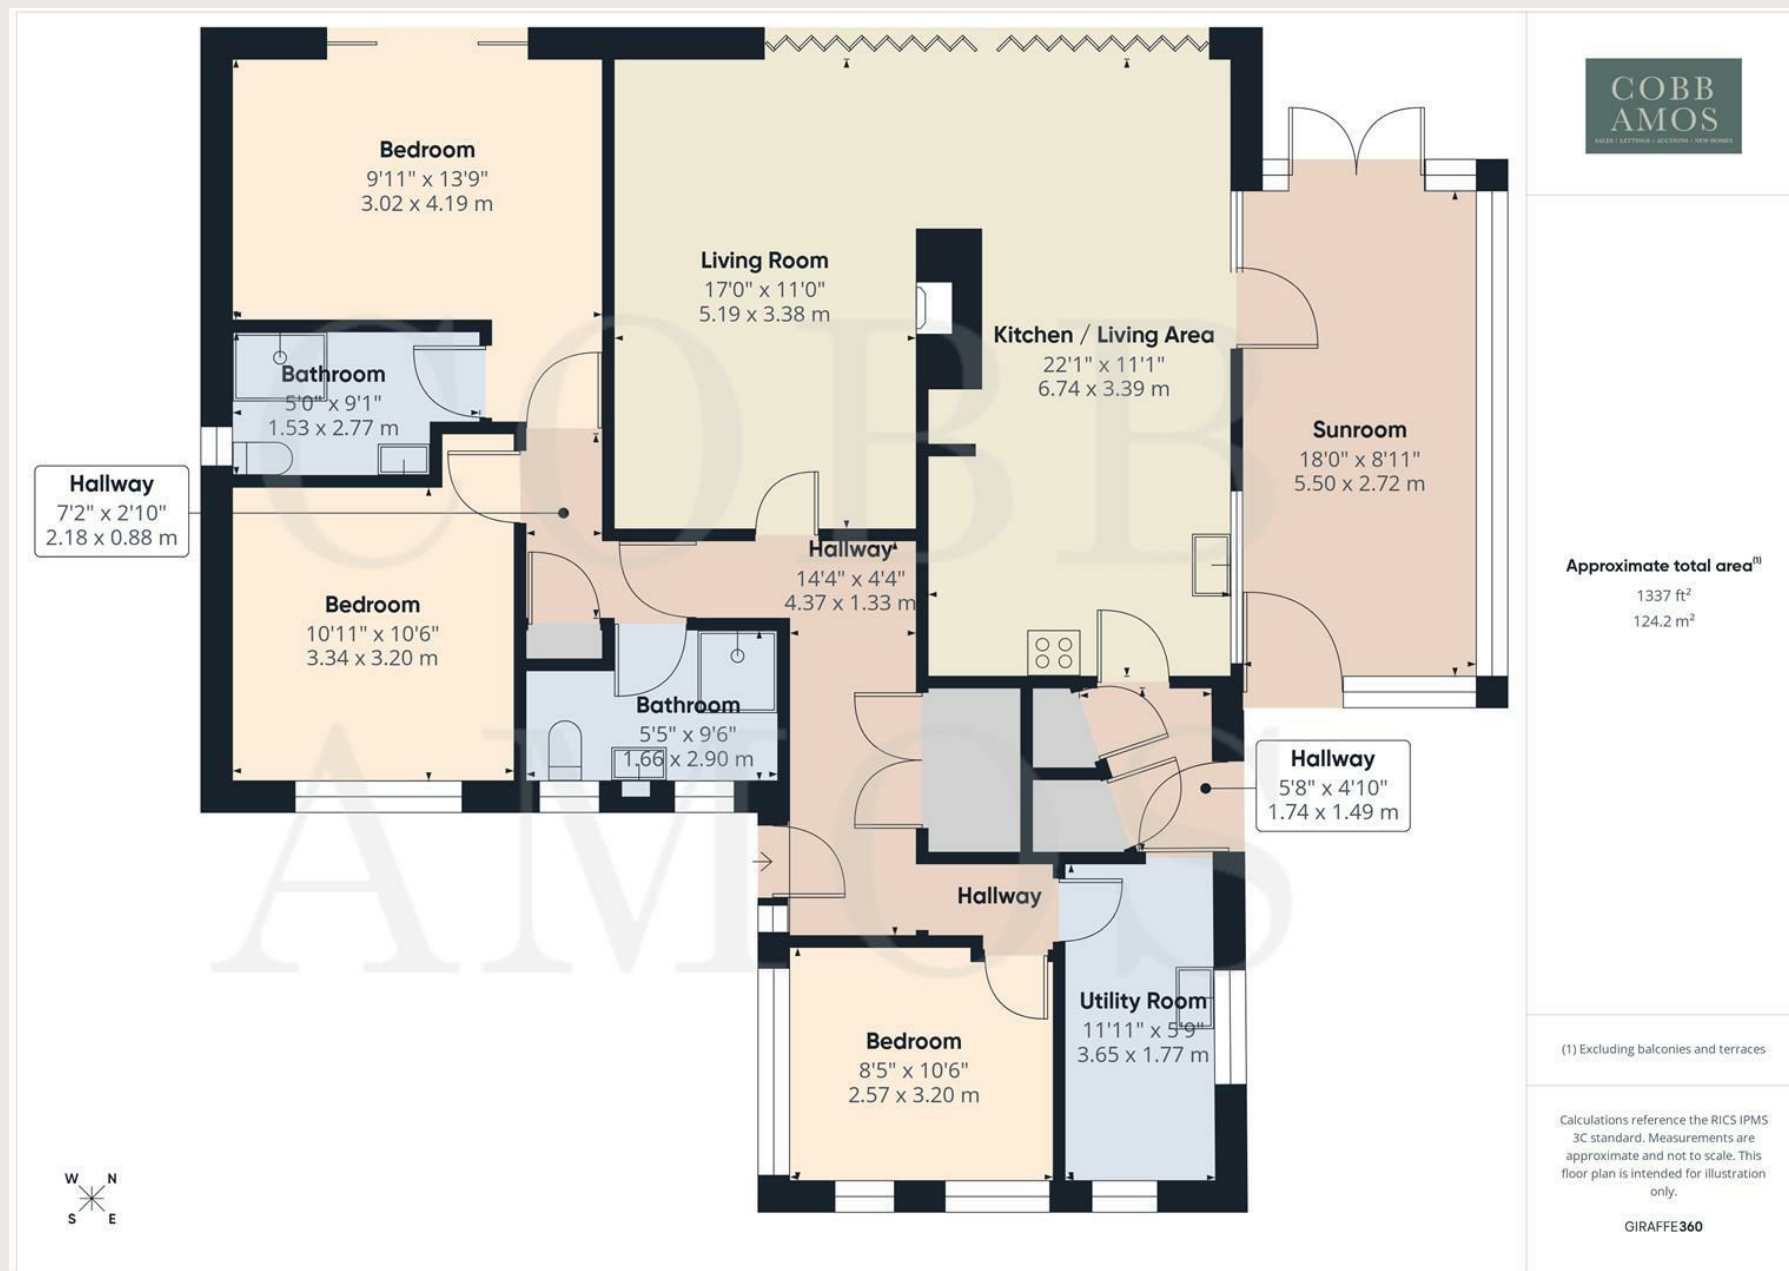 COBB
AMOS
SALES | LETTINGS | AUCTIONS | NEW HOMES
Bedroom
9'11" x 13'9"
3.02 x 4.19 m
Living Room
17'0" x 11'0"
5.19 x 3.38 m
Kitchen / Living Area
22'1" x 11'1"
6.74 x 3.39 m
Bathroom
5'0" x 9'1"
1.53 x 2.77 m
Sunroom
18'0" x 8'11"
5.50 x 2.72 m
Hallway
7'2" x 2'10"
2.18 x 0.88 m
Hallway
14'4" x 4'4"
4.37 x 1.33 m
Bedroom
10'11" x 10'6"
3.34 x 3.20 m
Bathroom
5'5" x 9'6"
1.66 x 2.90 m
Hallway
5'8" x 4'10"
1.74 x 1.49 m
Hallway
Utility Room
11'11" x 5'9"
3.65 x 1.77 m
Bedroom
8'5" x 10'6"
2.57 x 3.20 m
COBB
AMOS
W N
S E
Approximate total area(1)
1337 ft²
124.2 m²
(1) Excluding balconies and terraces
Calculations reference the RICS IPMS
3C standard. Measurements are
approximate and not to scale. This
floor plan is intended for illustration
only.
GIRAFFE360